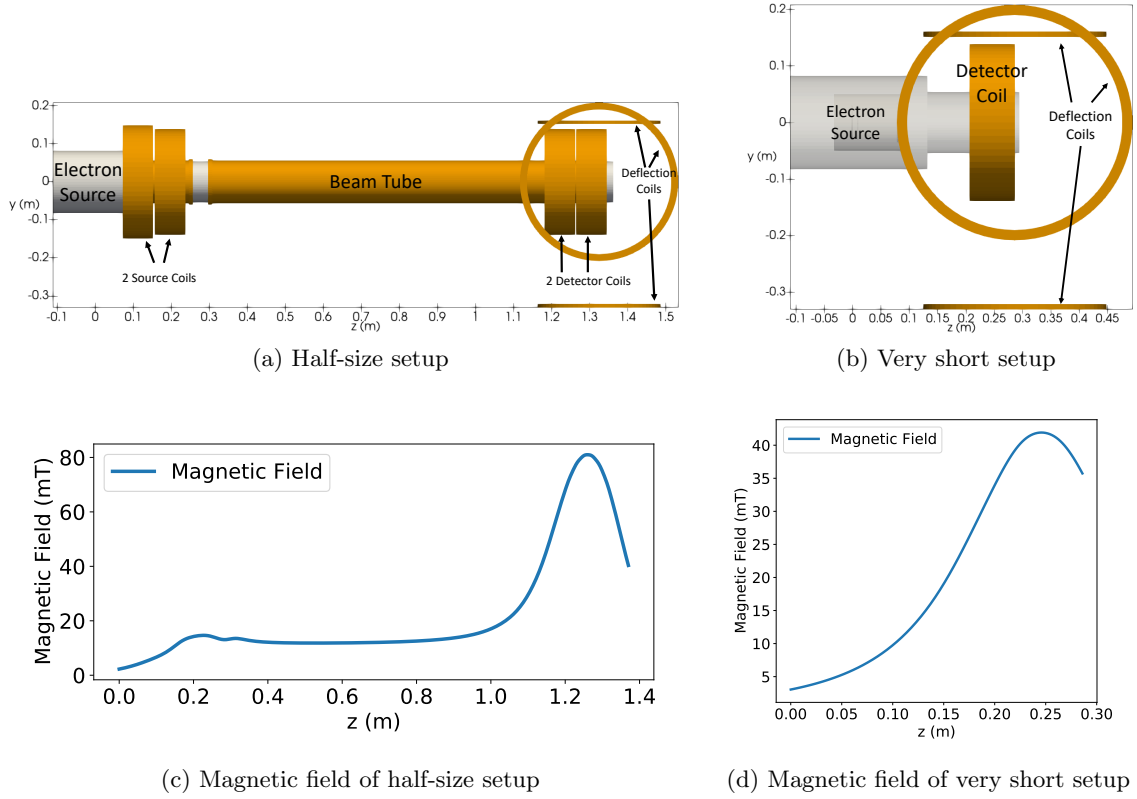 0.2
0.1
0
y (m)
-0.1
-0.2
-0.3
Electron
Source
Beam Tube
Deflection
Coils
2 Source Coils
2 Detector Coils
-0.1 0 0.1 0.2 0.3 0.4 0.5 0.6 0.7 0.8 0.9 1 1.1 1.2 1.3 1.4 1.5
z (m)
(a) Half-size setup
0.2
0.1
0
y (m)
-0.1
-0.2
-0.3
Detector
Coil
Electron
Source
Deflection
Coils
-0.1 -0.05 0 0.05 0.1 0.15 0.2 0.25 0.3 0.35 0.4 0.45
z (m)
(b) Very short setup
Magnetic Field
Magnetic Field (mT)
80
60
40
20
0
0.0 0.2 0.4 0.6 0.8 1.0 1.2 1.4
z (m)
(c) Magnetic field of half-size setup
Magnetic Field
Magnetic Field (mT)
40
35
30
25
20
15
10
5
0.00 0.05 0.10 0.15 0.20 0.25 0.30
z (m)
(d) Magnetic field of very short setup